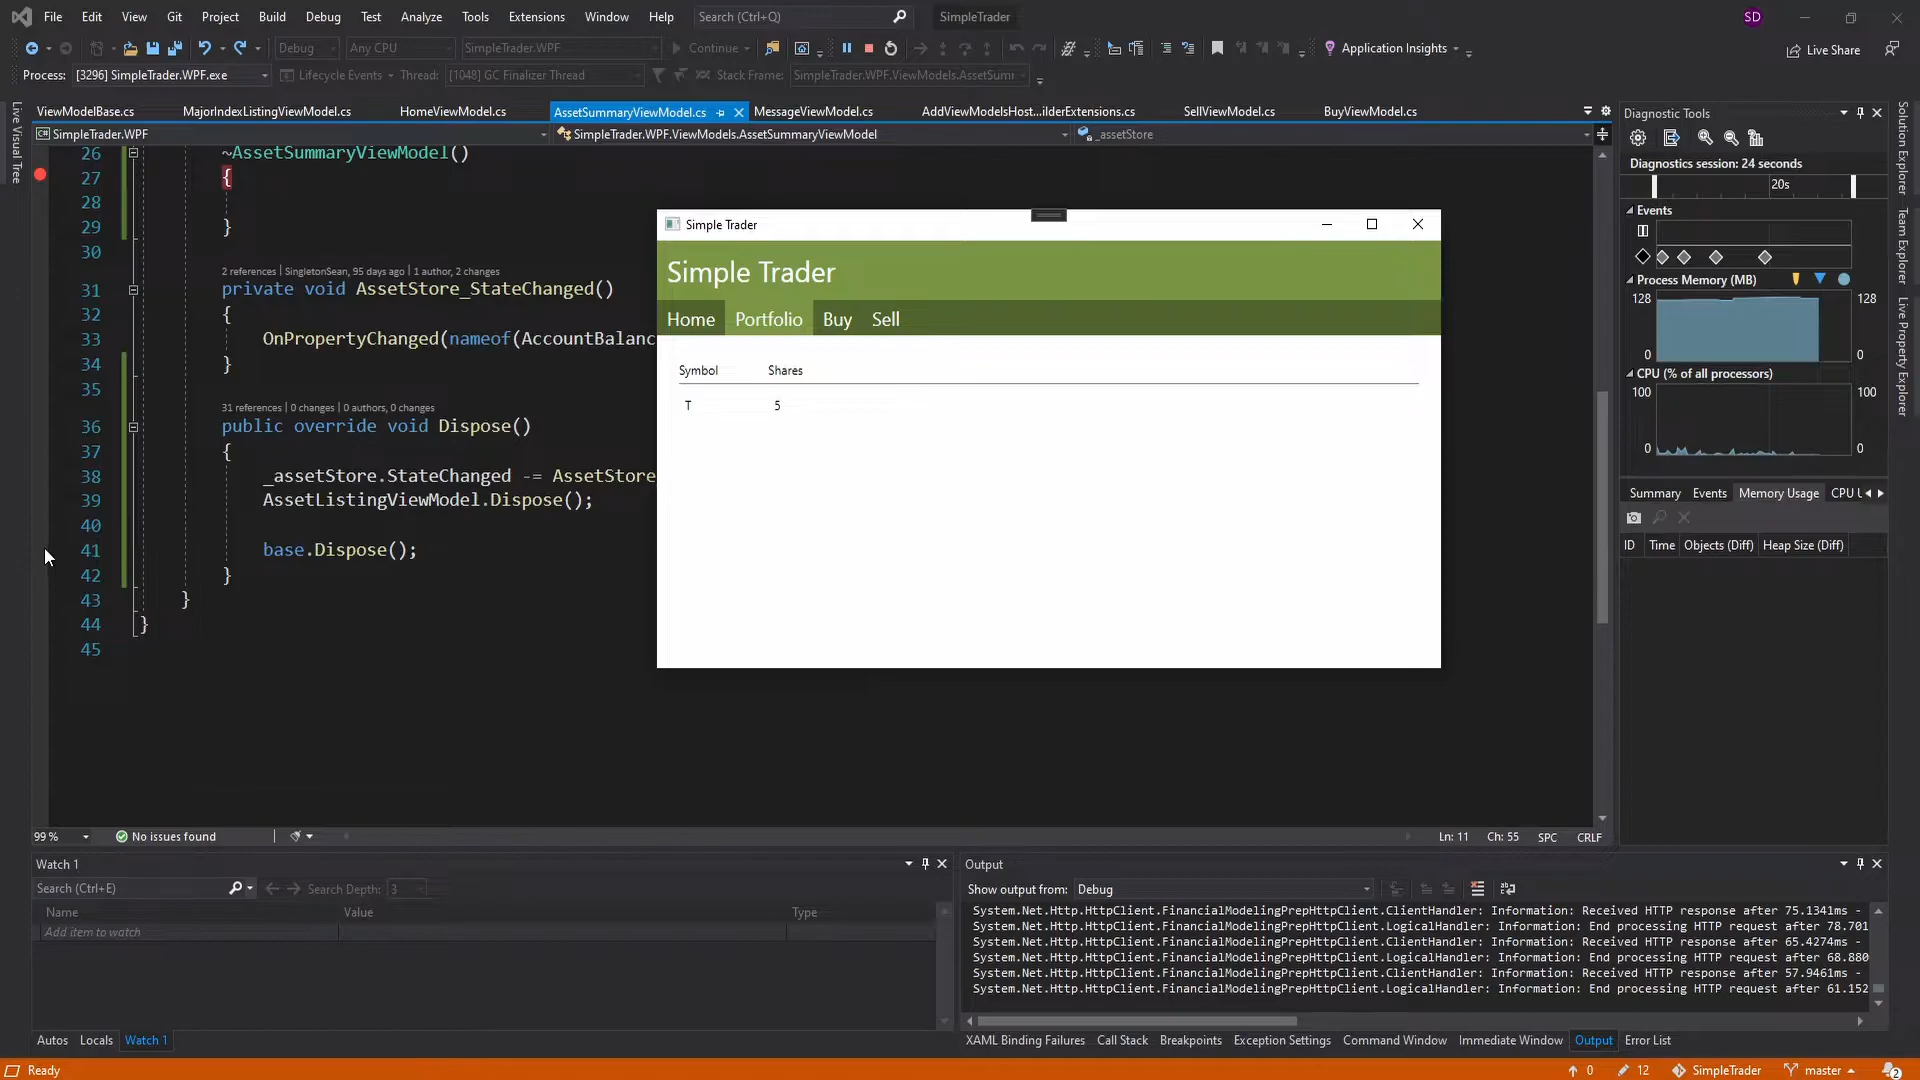 File Edit View Git Project Build Debug Test Analyze Tools Extensions Window Help Search (Ctrl+Q) SimpleTrader SD
Debug Any CPU SimpleTrader.WPF Continue Application Insights Live Share
Process: [3296] SimpleTrader.WPF.exe Lifecycle Events Thread: [1048] GC Finalizer Thread Stack Frame: SimpleTrader.WPF.ViewModels.AssetSumm
ViewModelBase.cs MajorIndexListingViewModel.cs HomeViewModel.cs AssetSummaryViewModel.cs MessageViewModel.cs AddViewModelsHost...ilderExtensions.cs SellViewModel.cs BuyViewModel.cs
SimpleTrader.WPF SimpleTrader.WPF.ViewModels.AssetSummaryViewModel _assetStore
Live Visual Tree
26 ~AssetSummaryViewModel()
27 {
28
29 }
30
2 references | SingletonSean, 95 days ago | 1 author, 2 changes
31 private void AssetStore_StateChanged()
32 {
33 OnPropertyChanged(nameof(AccountBalanc
34 }
35
31 references | 0 changes | 0 authors, 0 changes
36 public override void Dispose()
37 {
38 _assetStore.StateChanged -= AssetStore
39 AssetListingViewModel.Dispose();
40
41 base.Dispose();
42 }
43 }
44 }
45
Simple Trader
Simple Trader
Home Portfolio Buy Sell
Symbol Shares
T 5
Diagnostic Tools
Diagnostics session: 24 seconds
20s
Events
Process Memory (MB)
128 128
0 0
CPU (% of all processors)
100 100
0 0
Summary Events Memory Usage CPU U
ID Time Objects (Diff) Heap Size (Diff)
Solution Explorer
Team Explorer
Live Property Explorer
99 % No issues found Ln: 11 Ch: 55 SPC CRLF
Watch 1
Search (Ctrl+E) Search Depth: 3
Name Value Type
Add item to watch
Autos Locals Watch 1
Output
Show output from: Debug
System.Net.Http.HttpClient.FinancialModelingPrepHttpClient.ClientHandler: Information: Received HTTP response after 75.1341ms -
System.Net.Http.HttpClient.FinancialModelingPrepHttpClient.LogicalHandler: Information: End processing HTTP request after 78.701
System.Net.Http.HttpClient.FinancialModelingPrepHttpClient.ClientHandler: Information: Received HTTP response after 65.4274ms -
System.Net.Http.HttpClient.FinancialModelingPrepHttpClient.LogicalHandler: Information: End processing HTTP request after 68.880
System.Net.Http.HttpClient.FinancialModelingPrepHttpClient.ClientHandler: Information: Received HTTP response after 57.9461ms -
System.Net.Http.HttpClient.FinancialModelingPrepHttpClient.LogicalHandler: Information: End processing HTTP request after 61.152
XAML Binding Failures Call Stack Breakpoints Exception Settings Command Window Immediate Window Output Error List
Ready 0 12 SimpleTrader master 2